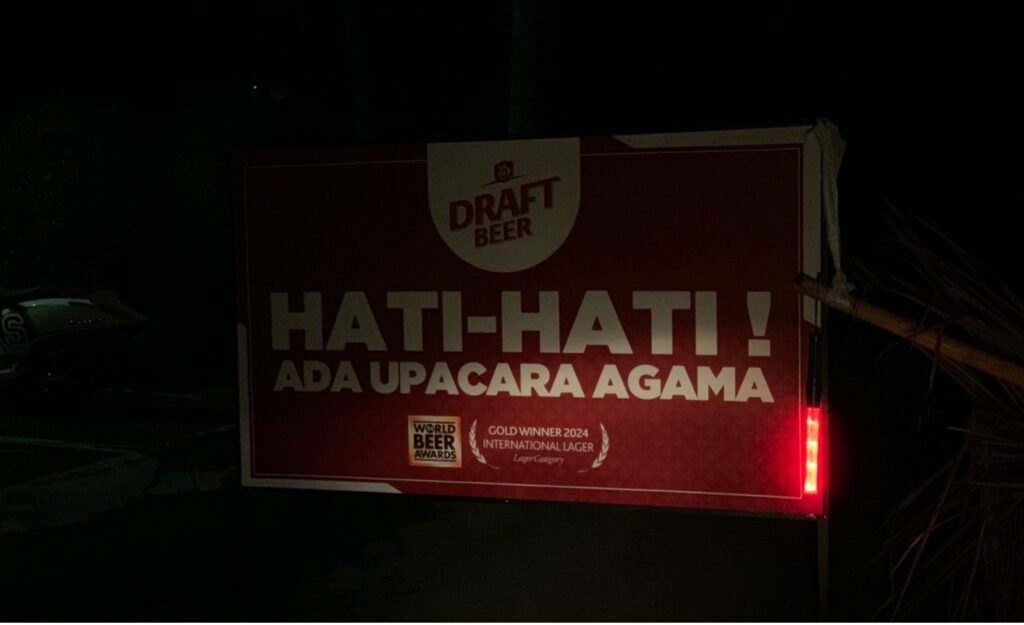 DRAFT
BEER
HATI-HATI !
ADA UPACARA AGAMA
WORLD
BEER
AWARDS
GOLD WINNER 2024
INTERNATIONAL LAGER
Lager Category
S